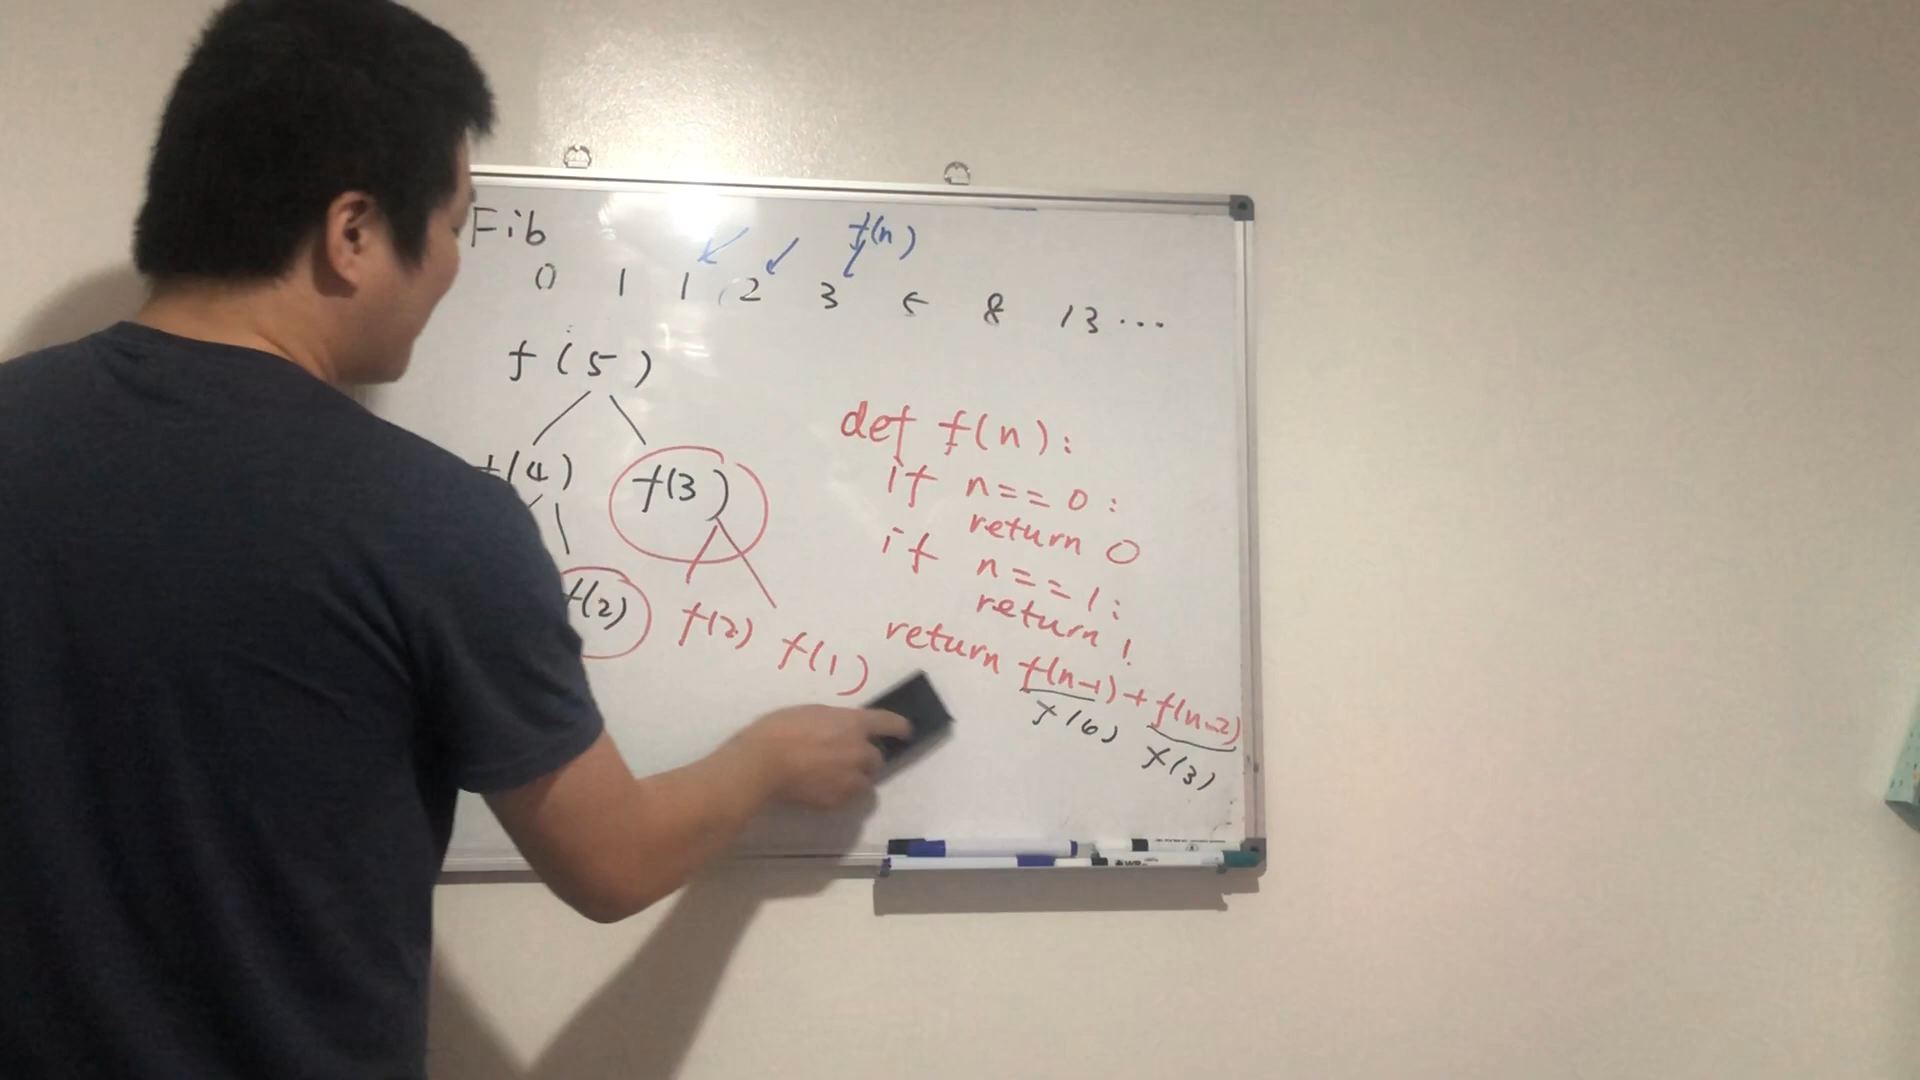 Fib
f(n)
0 1 1 2 3 5 8 13 ...
f(5)
f(4) f(3)
f(2) f(2) f(1)
def f(n):
if n==0:
return 0
if n==1:
return 1
return f(n-1)+f(n-2)
f(6) f(3)